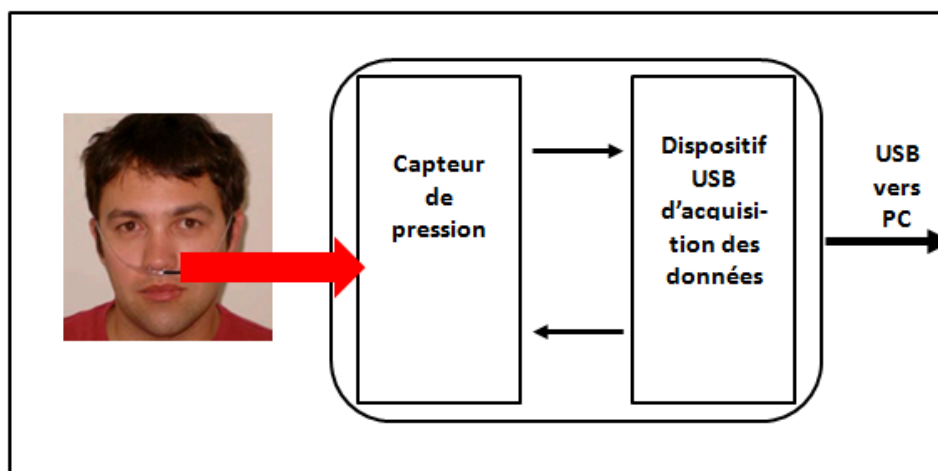 Capteur
de
pression
Dispositif
USB
d'acquisi-
tion des
données
USB
vers
PC